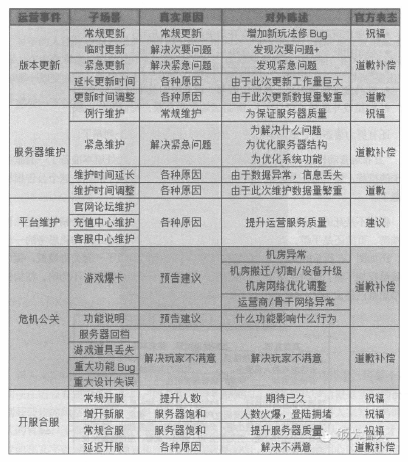 运营事件 子场景 真实原因 对外陈述 官方表态
版本更新 常规更新 常规更新 增加新玩法修 Bug 祝福
临时更新 解决次要问题 发现次要问题+ 道歉补偿
紧急更新 解决紧急问题 发现紧急问题
延长更新时间 各种原因 由于此次更新工作量巨大
更新时间调整 各种原因 由于此次更新数据量繁重 道歉
服务器维护 例行维护 常规维护 为保证服务器质量 祝福
紧急维护 解决紧急问题 为解决什么问题 道歉补偿
为优化服务器结构
为优化系统功能
维护时间延长 各种原因 由于数据异常，信息丢失
维护时间调整 各种原因 由于此次维护数据量繁重 道歉
平台维护 官网论坛维护 各种原因 提升运营服务质量 建议
充值中心维护
客服中心维护
危机公关 游戏爆卡 预告建议 机房异常 道歉补偿
机房搬迁/切割/设备升级
机房网络优化调整
运营商/骨干网络异常
功能说明 预告建议 什么功能影响什么行为
服务器回档 解决玩家不满意 解决玩家不满意 道歉补偿
游戏道具丢失
重大功能 Bug
重大设计失误
开服合服 常规开服 提升人数 期待已久 祝福
增开新服 服务器饱和 人数火爆，登陆拥堵 祝福
常规合服 服务器饱和 提升服务器质量 祝福
延迟开服 各种原因 解决不满意 道歉补偿